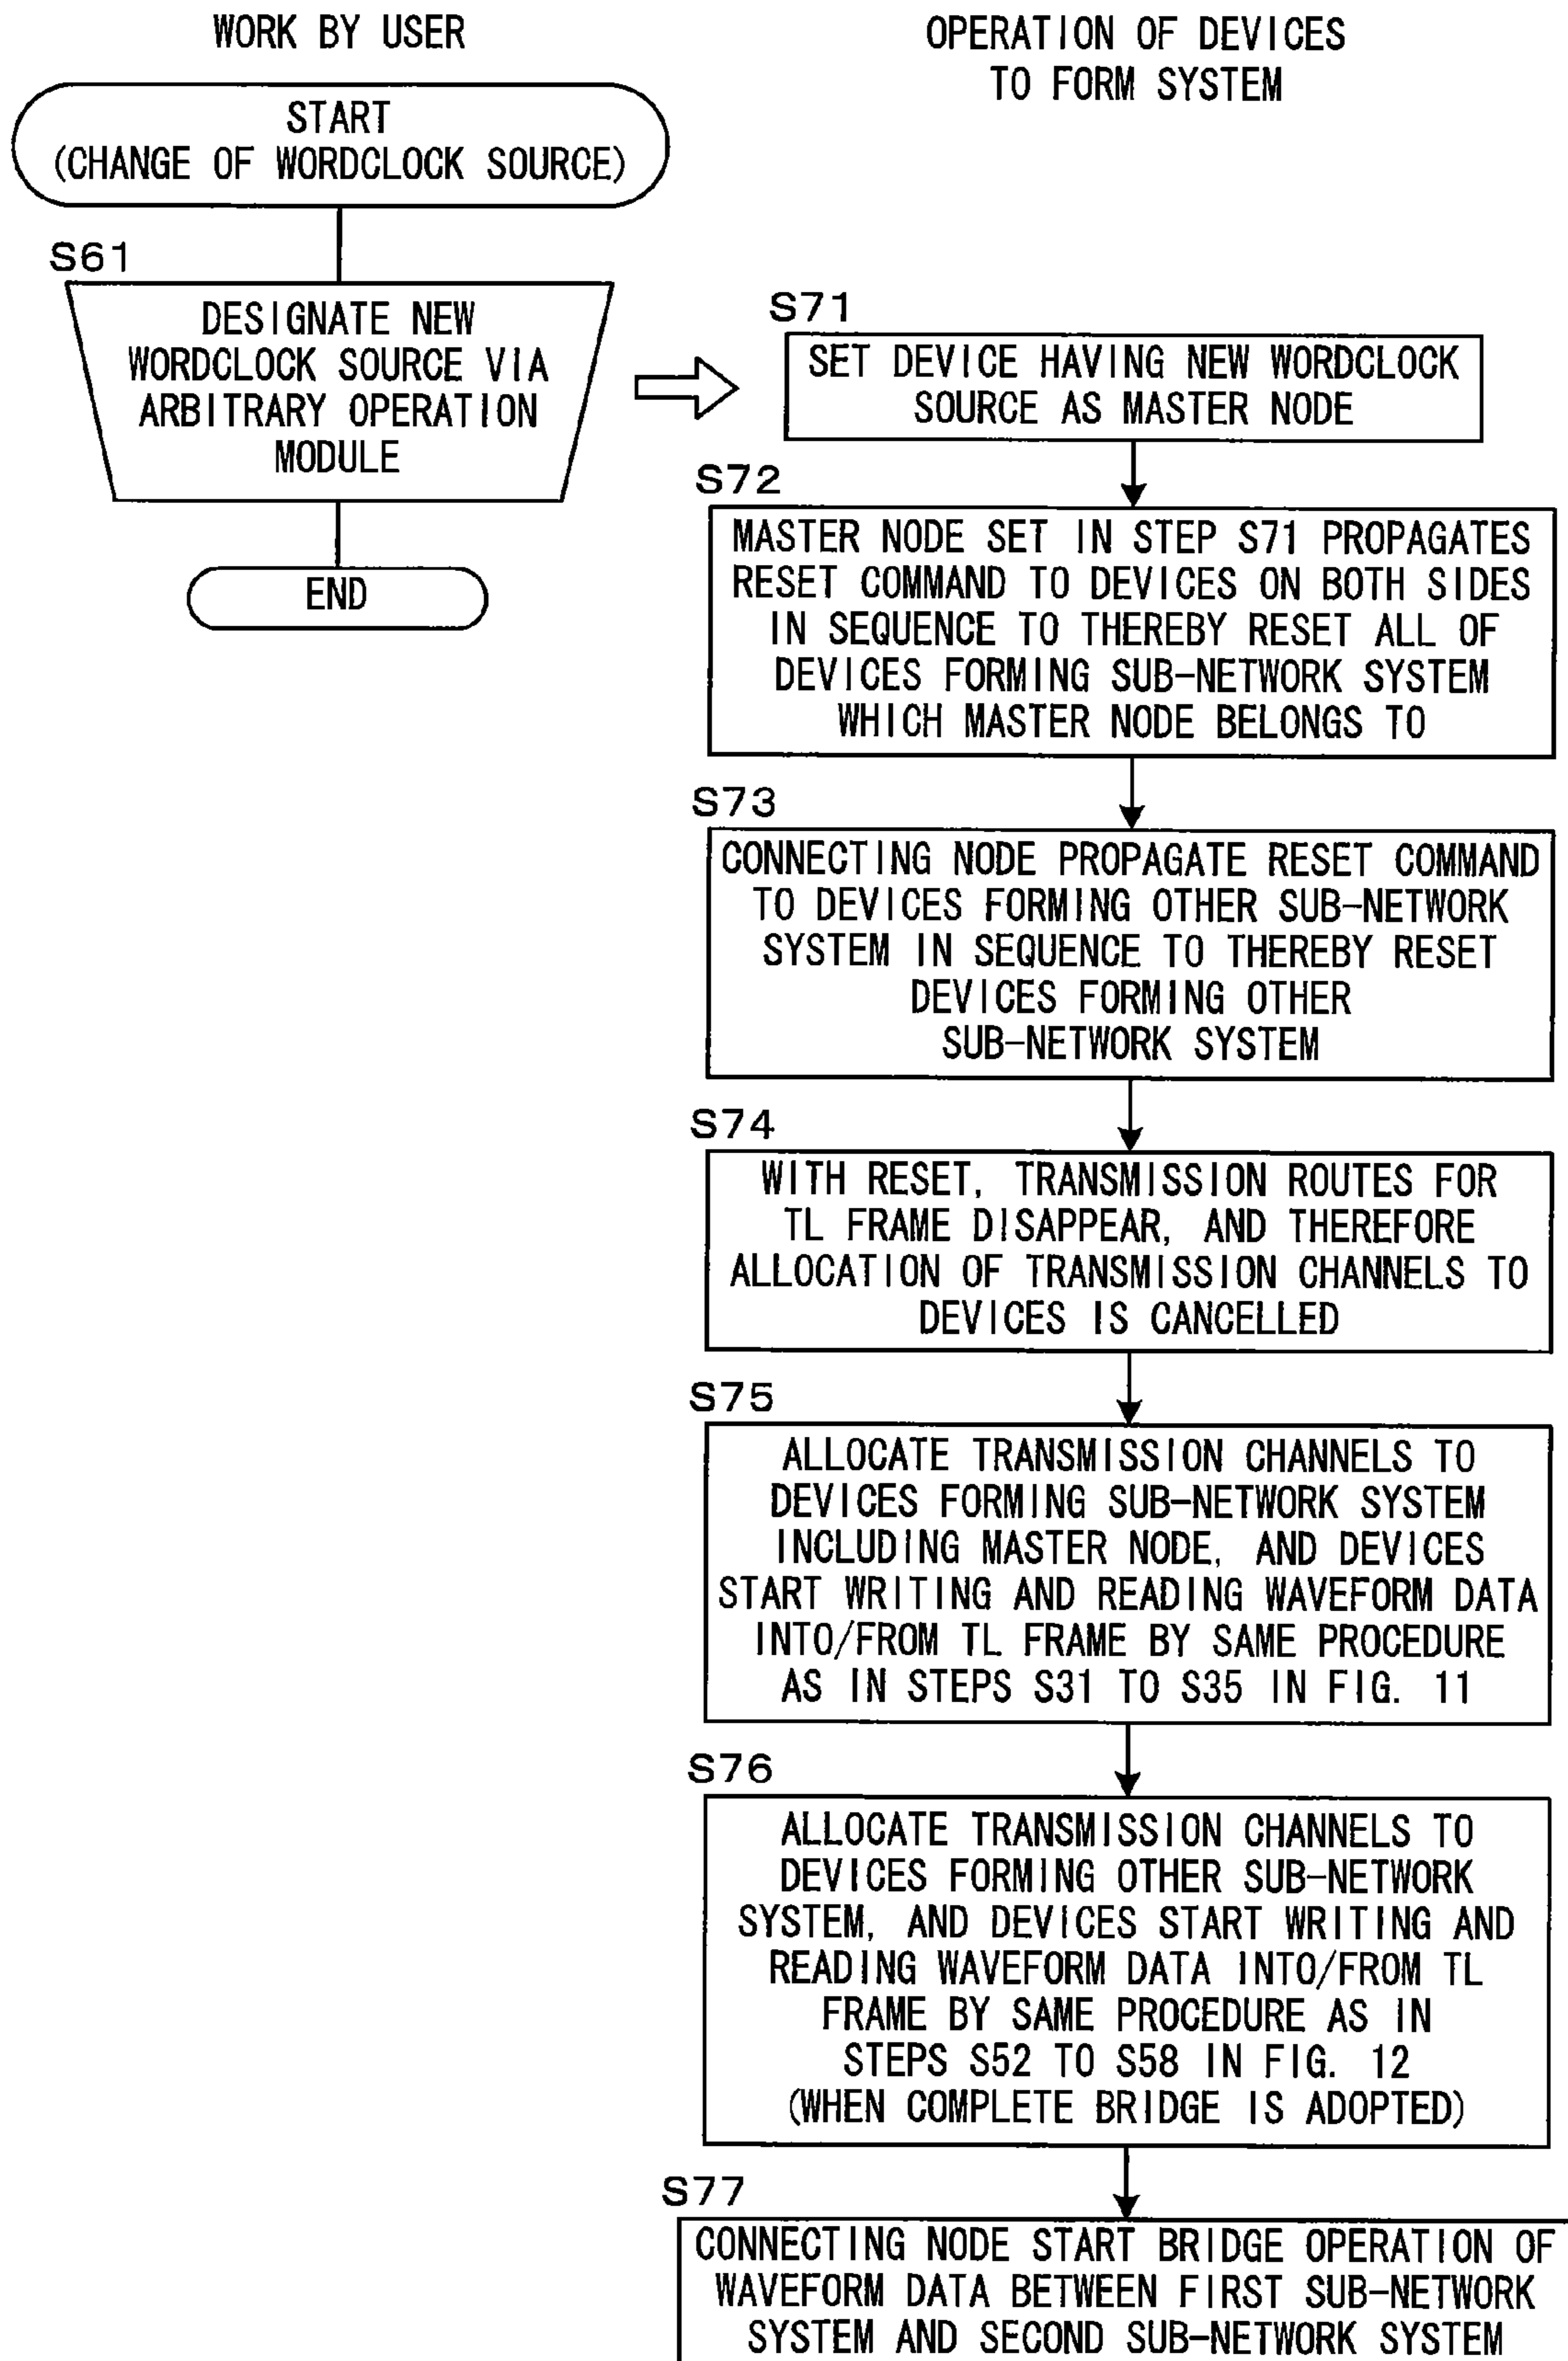 WORK BY USER
OPERATION OF DEVICES
TO FORM SYSTEM
START
(CHANGE OF WORDCLOCK SOURCE)
S61
DESIGNATE NEW
WORDCLOCK SOURCE VIA
ARBITRARY OPERATION
MODULE
END
S71
SET DEVICE HAVING NEW WORDCLOCK
SOURCE AS MASTER NODE
S72
MASTER NODE SET IN STEP S71 PROPAGATES
RESET COMMAND TO DEVICES ON BOTH SIDES
IN SEQUENCE TO THEREBY RESET ALL OF
DEVICES FORMING SUB-NETWORK SYSTEM
WHICH MASTER NODE BELONGS TO
S73
CONNECTING NODE PROPAGATE RESET COMMAND
TO DEVICES FORMING OTHER SUB-NETWORK
SYSTEM IN SEQUENCE TO THEREBY RESET
DEVICES FORMING OTHER
SUB-NETWORK SYSTEM
S74
WITH RESET, TRANSMISSION ROUTES FOR
TL FRAME DISAPPEAR, AND THEREFORE
ALLOCATION OF TRANSMISSION CHANNELS TO
DEVICES IS CANCELLED
S75
ALLOCATE TRANSMISSION CHANNELS TO
DEVICES FORMING SUB-NETWORK SYSTEM
INCLUDING MASTER NODE, AND DEVICES
START WRITING AND READING WAVEFORM DATA
INTO/FROM TL FRAME BY SAME PROCEDURE
AS IN STEPS S31 TO S35 IN FIG. 11
S76
ALLOCATE TRANSMISSION CHANNELS TO
DEVICES FORMING OTHER SUB-NETWORK
SYSTEM, AND DEVICES START WRITING AND
READING WAVEFORM DATA INTO/FROM TL
FRAME BY SAME PROCEDURE AS IN
STEPS S52 TO S58 IN FIG. 12
(WHEN COMPLETE BRIDGE IS ADOPTED)
S77
CONNECTING NODE START BRIDGE OPERATION OF
WAVEFORM DATA BETWEEN FIRST SUB-NETWORK
SYSTEM AND SECOND SUB-NETWORK SYSTEM